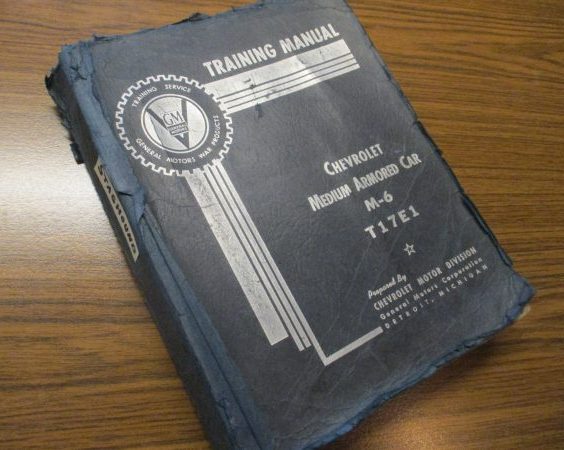 TRAINING MANUAL
TRAINING SERVICE
GM
GENERAL MOTORS WAR PRODUCTS
CHEVROLET
MEDIUM ARMORED CAR
M-6
T17E1
Prepared By
CHEVROLET MOTOR DIVISION
General Motors Corporation
DETROIT, MICHIGAN
STAGHOUND